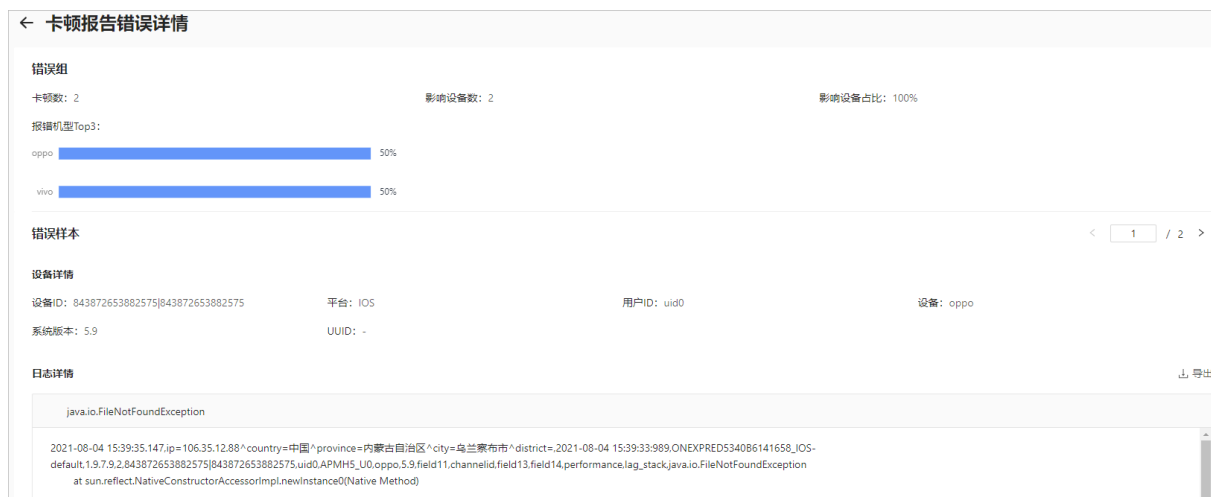 ← 卡顿报告错误详情
错误组
卡顿数：2 影响设备数：2 影响设备占比：100%
报错机型Top3：
oppo 50%
vivo 50%
错误样本 < 1 / 2 >
设备详情
设备ID：843872653882575|843872653882575 平台：IOS 用户ID：uid0 设备：oppo
系统版本：5.9 UUID：-
日志详情 导出
java.io.FileNotFoundException
2021-08-04 15:39:35.147,ip=106.35.12.88^country=中国^province=内蒙古自治区^city=乌兰察布市^district=,2021-08-04 15:39:33:989,ONEXPRED5340B6141658_IOS-
default,1.9.7.9.2,843872653882575|843872653882575,uid0,APMH5_U0,oppo,5.9,field11,channelid,field13,field14,performance,lag_stack,java.io.FileNotFoundException
at sun.reflect.NativeConstructorAccessorImpl.newInstance0(Native Method)